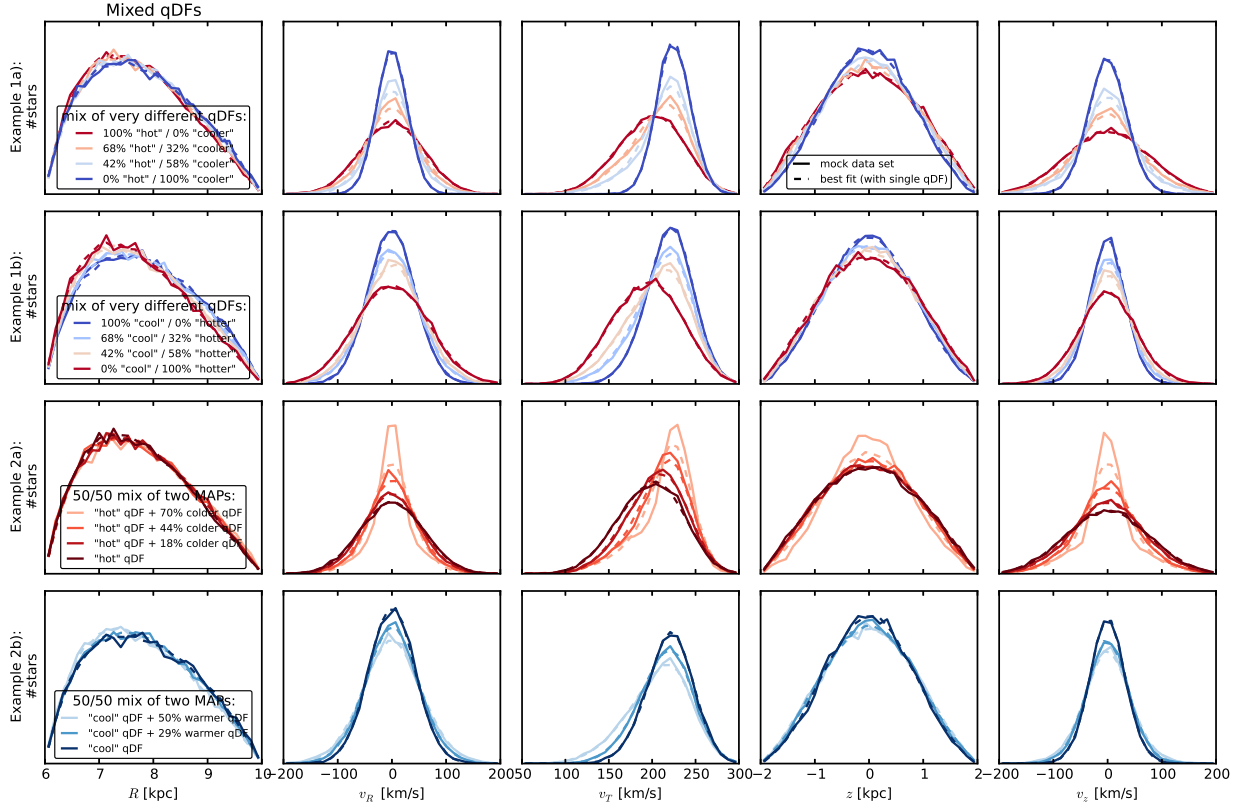 Mixed qDFs
Example 1a):
#stars
mix of very different qDFs:
100% "hot" / 0% "cooler"
68% "hot" / 32% "cooler"
42% "hot" / 58% "cooler"
0% "hot" / 100% "cooler"
mock data set
best fit (with single qDF)
Example 1b):
#stars
mix of very different qDFs:
100% "cool" / 0% "hotter"
68% "cool" / 32% "hotter"
42% "cool" / 58% "hotter"
0% "cool" / 100% "hotter"
Example 2a):
#stars
50/50 mix of two MAPs:
"hot" qDF + 70% colder qDF
"hot" qDF + 44% colder qDF
"hot" qDF + 18% colder qDF
"hot" qDF
Example 2b):
#stars
50/50 mix of two MAPs:
"cool" qDF + 50% warmer qDF
"cool" qDF + 29% warmer qDF
"cool" qDF
6 7 8 9 10
−200 −100 0 100 200
50 100 150 200 250 300
−2 −1 0 1 2
−200 −100 0 100 200
R [kpc]
v_R [km/s]
v_T [km/s]
z [kpc]
v_z [km/s]